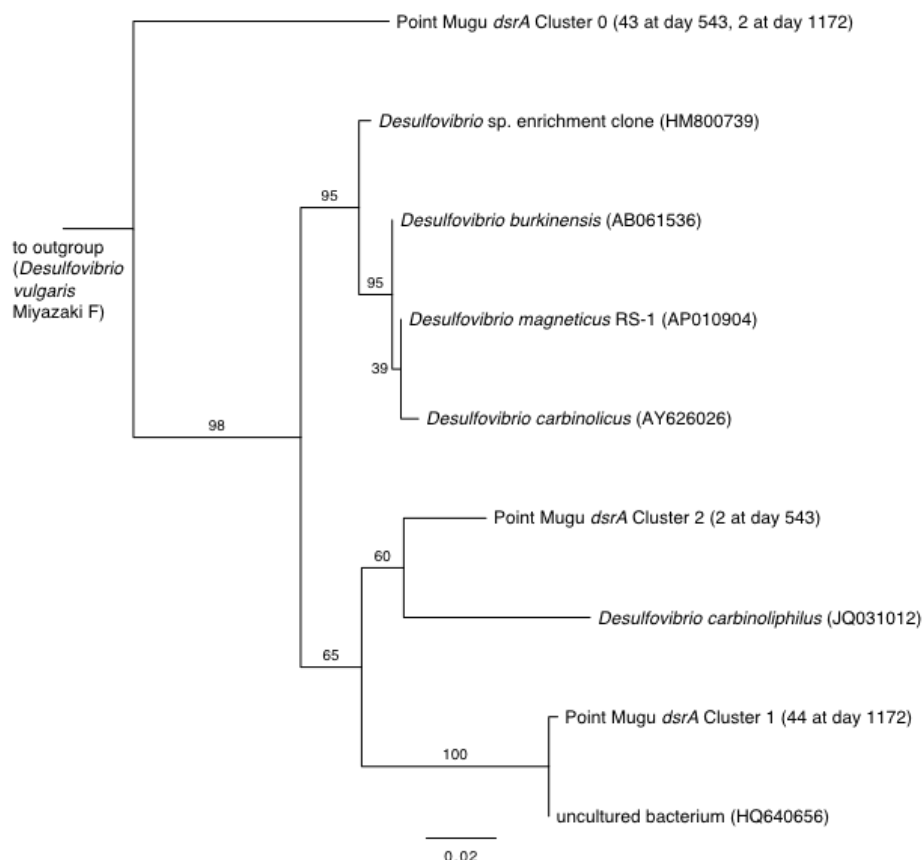 Point Mugu dsrA Cluster 0 (43 at day 543, 2 at day 1172)
Desulfovibrio sp. enrichment clone (HM800739)
95
Desulfovibrio burkinensis (AB061536)
to outgroup
(Desulfovibrio
vulgaris
Miyazaki F)
95
Desulfovibrio magneticus RS-1 (AP010904)
39
Desulfovibrio carbinolicus (AY626026)
98
Point Mugu dsrA Cluster 2 (2 at day 543)
60
Desulfovibrio carbinoliphilus (JQ031012)
65
Point Mugu dsrA Cluster 1 (44 at day 1172)
100
uncultured bacterium (HQ640656)
0.02